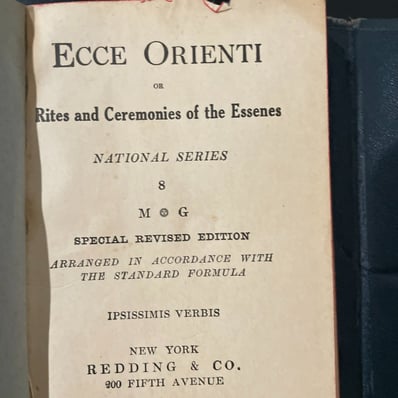 ECCE ORIENTI
OR
Rites and Ceremonies of the Essenes
NATIONAL SERIES
8
M G
SPECIAL REVISED EDITION
ARRANGED IN ACCORDANCE WITH
THE STANDARD FORMULA
IPSISSIMIS VERBIS
NEW YORK
REDDING & CO.
200 FIFTH AVENUE